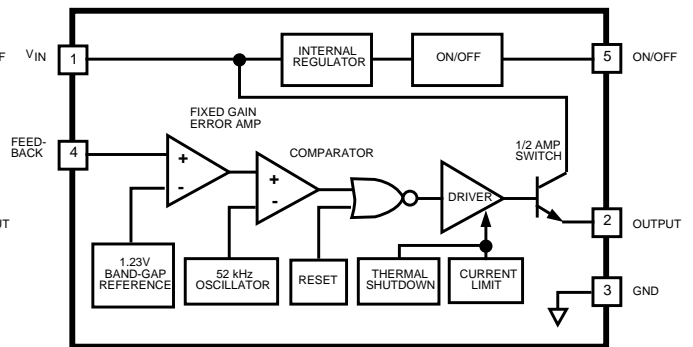 F
VIN
1
INTERNAL
REGULATOR
ON/OFF
5
ON/OFF
FIXED GAIN
ERROR AMP
FEED-
BACK
4
+
-
COMPARATOR
+
-
1/2 AMP
SWITCH
DRIVER
UT
2
OUTPUT
1.23V
BAND-GAP
REFERENCE
52 kHz
OSCILLATOR
RESET
THERMAL
SHUTDOWN
CURRENT
LIMIT
3
GND